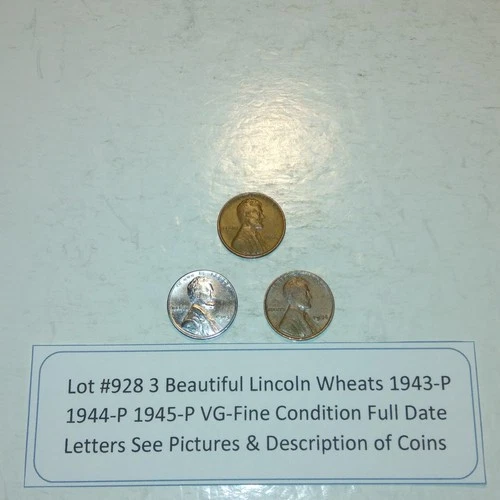 Lot #928 3 Beautiful Lincoln Wheats 1943-P
1944-P 1945-P VG-Fine Condition Full Date
Letters See Pictures & Description of Coins